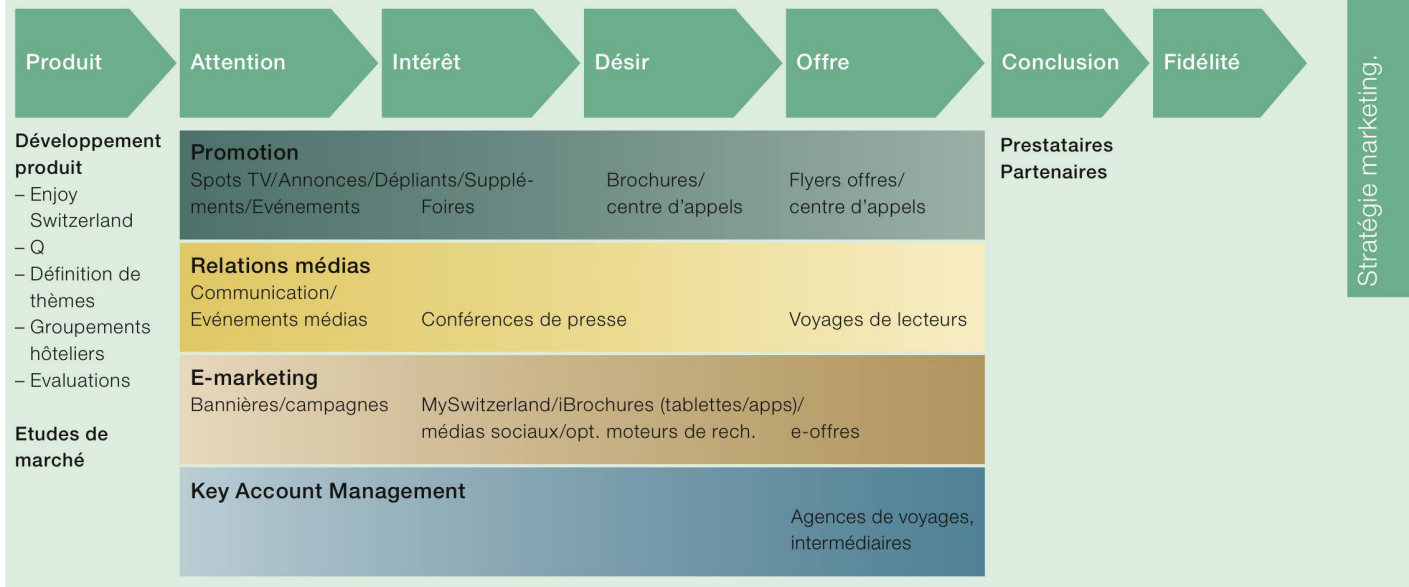 Produit
Attention
Intérêt
Désir
Offre
Conclusion
Fidélité
Stratégie marketing.
Développement
produit
– Enjoy
Switzerland
– Q
– Définition de
thèmes
– Groupements
hôteliers
– Evaluations
Etudes de
marché
Promotion
Spots TV/Annonces/Dépliants/Supplé-
ments/Evénements
Foires
Brochures/
centre d’appels
Flyers offres/
centre d’appels
Relations médias
Communication/
Evénements médias
Conférences de presse
Voyages de lecteurs
E-marketing
Bannières/campagnes
MySwitzerland/iBrochures (tablettes/apps)/
médias sociaux/opt. moteurs de rech.
e-offres
Key Account Management
Agences de voyages,
intermédiaires
Prestataires
Partenaires